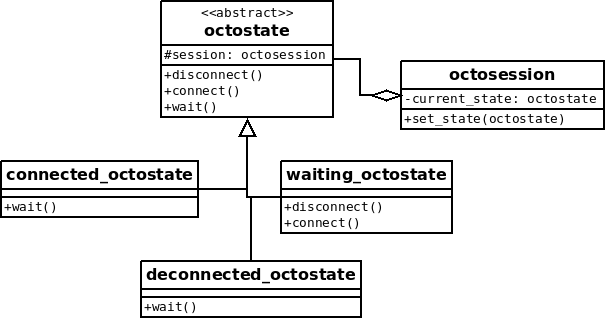 <<abstract>>
octostate
#session: octosession
+disconnect()
+connect()
+wait()
octosession
-current_state: octostate
+set_state(octostate)
connected_octostate
+wait()
waiting_octostate
+disconnect()
+connect()
deconnected_octostate
+wait()